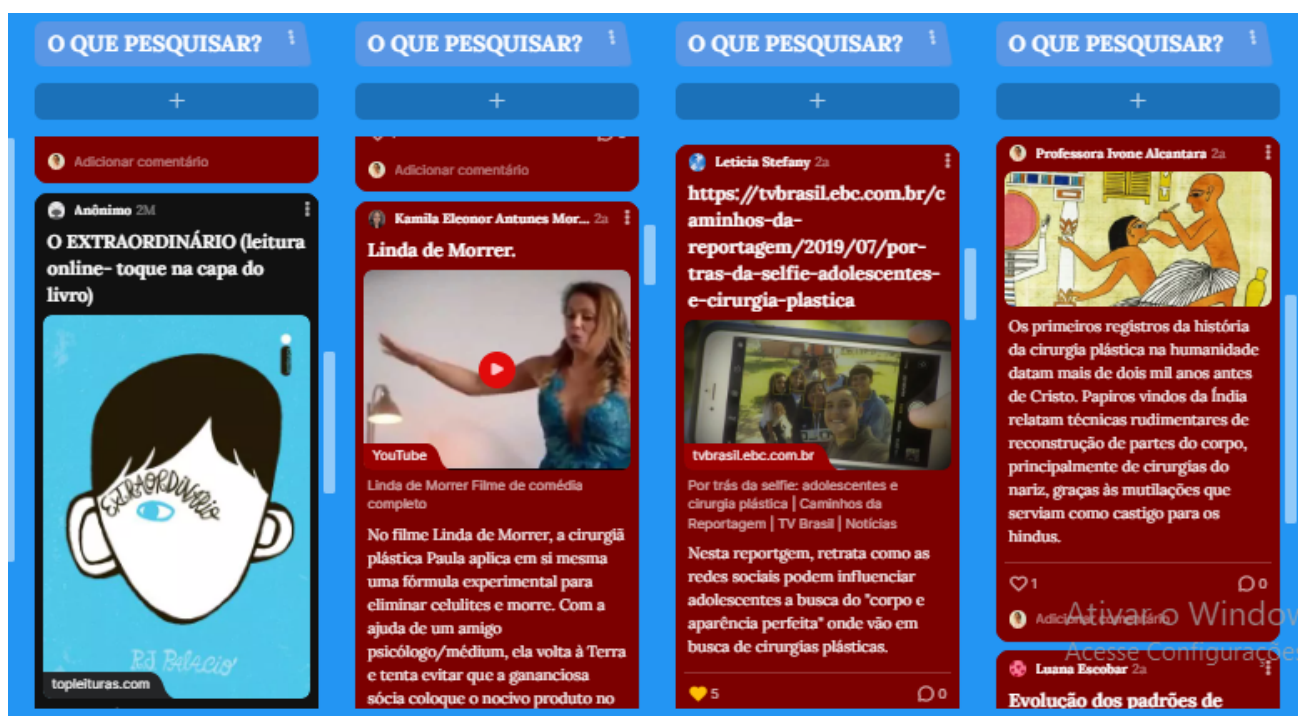 O QUE PESQUISAR?
+
Adicionar comentário
Anônimo 2M
O EXTRAORDINÁRIO (leitura
online- toque na capa do
livro)
EXTRAORDINÁRIO
R.J. Palacio
topleituras.com
O QUE PESQUISAR?
+
Adicionar comentário
Kamila Eleonor Antunes Mor... 2a
Linda de Morrer.
YouTube
Linda de Morrer Filme de comédia
completo
No filme Linda de Morrer, a cirurgiã
plástica Paula aplica em si mesma
uma fórmula experimental para
eliminar celulites e morre. Com a
ajuda de um amigo
psicólogo/médium, ela volta à Terra
e tenta evitar que a gananciosa
sócia coloque o nocivo produto no
O QUE PESQUISAR?
+
Leticia Stefany 2a
https://tvbrasil.ebc.com.br/c
aminhos-da-
reportagem/2019/07/por-
tras-da-selfie-adolescentes-
e-cirurgia-plastica
tvbrasil.ebc.com.br
Por trás da selfie: adolescentes e
cirurgia plástica | Caminhos da
Reportagem | TV Brasil | Notícias
Nesta reportgem, retrata como as
redes sociais podem influenciar
adolescentes a busca do "corpo e
aparência perfeita" onde vão em
busca de cirurgias plásticas.
5
0
O QUE PESQUISAR?
+
Professora Ivone Alcantara 2a
Os primeiros registros da história
da cirurgia plástica na humanidade
datam mais de dois mil anos antes
de Cristo. Papiros vindos da Índia
relatam técnicas rudimentares de
reconstrução de partes do corpo,
principalmente de cirurgias do
nariz, graças às mutilações que
serviam como castigo para os
hindus.
1
0
Adicionar comentário
Ativar o Window
Acesse Configurações
Luana Escobar 2a
Evolução dos padrões de